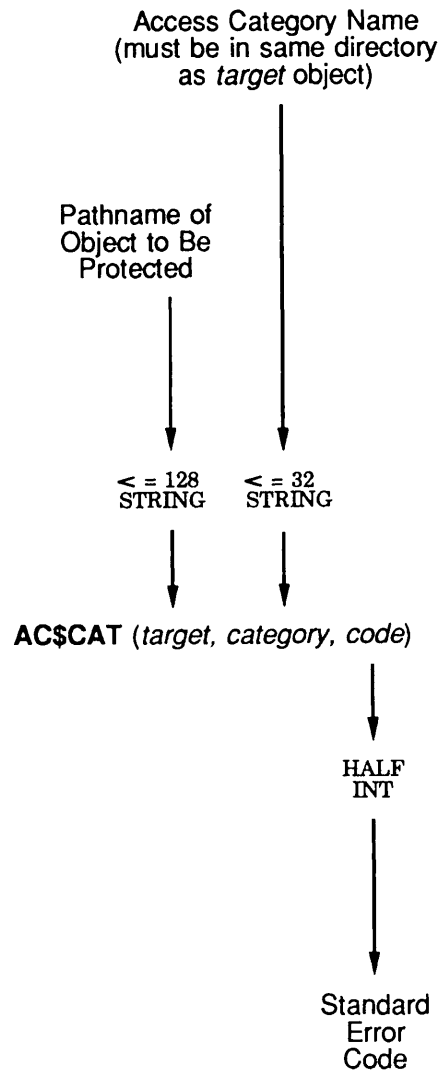 Access Category Name
(must be in same directory
as target object)
Pathname of
Object to Be
Protected
< = 128
STRING
< = 32
STRING
AC$CAT (target, category, code)
HALF
INT
Standard
Error
Code